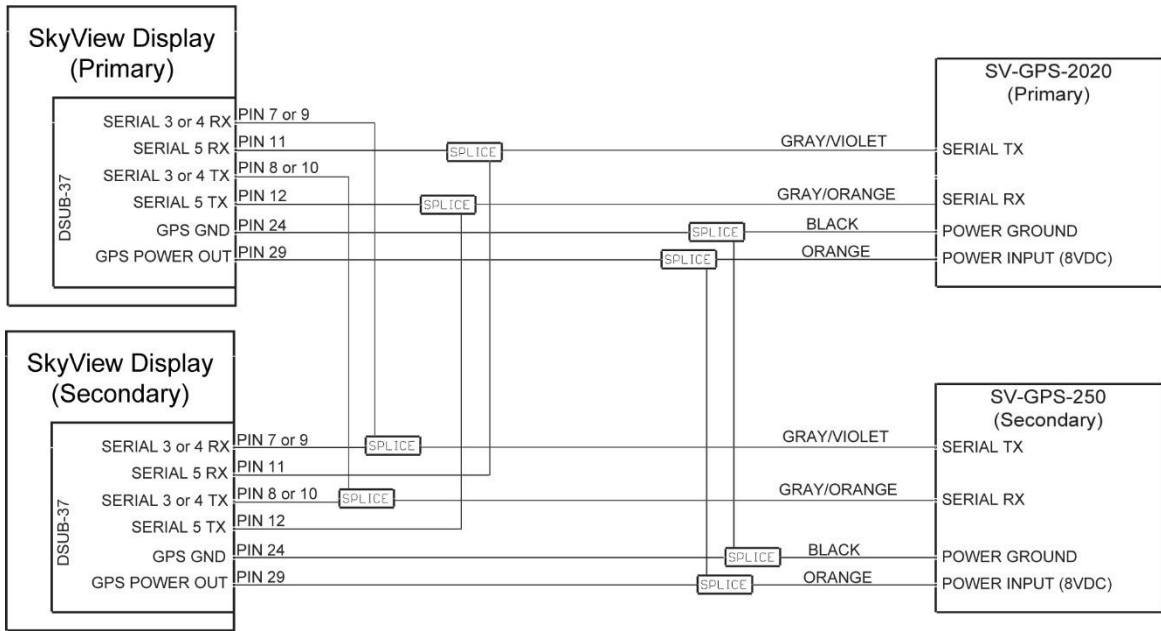 SkyView Display
(Primary)
DSUB-37
SERIAL 3 or 4 RX PIN 7 or 9
SERIAL 5 RX PIN 11
SERIAL 3 or 4 TX PIN 8 or 10
SERIAL 5 TX PIN 12
GPS GND PIN 24
GPS POWER OUT PIN 29
SPLICE
SPLICE
SPLICE
SPLICE
GRAY/VIOLET
GRAY/ORANGE
BLACK
ORANGE
SV-GPS-2020
(Primary)
SERIAL TX
SERIAL RX
POWER GROUND
POWER INPUT (8VDC)
SkyView Display
(Secondary)
DSUB-37
SERIAL 3 or 4 RX PIN 7 or 9
SERIAL 5 RX PIN 11
SERIAL 3 or 4 TX PIN 8 or 10
SERIAL 5 TX PIN 12
GPS GND PIN 24
GPS POWER OUT PIN 29
SPLICE
SPLICE
SPLICE
SPLICE
GRAY/VIOLET
GRAY/ORANGE
BLACK
ORANGE
SV-GPS-250
(Secondary)
SERIAL TX
SERIAL RX
POWER GROUND
POWER INPUT (8VDC)